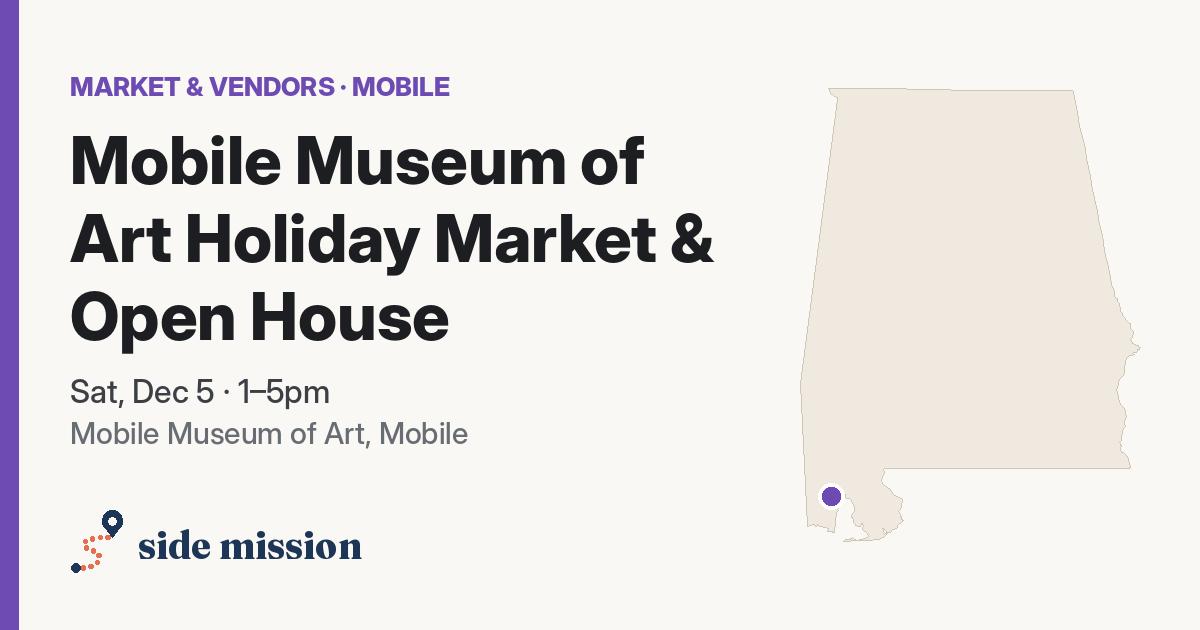 MARKET & VENDORS · MOBILE
Mobile Museum of
Art Holiday Market &
Open House
Sat, Dec 5 · 1–5pm
Mobile Museum of Art, Mobile
side mission